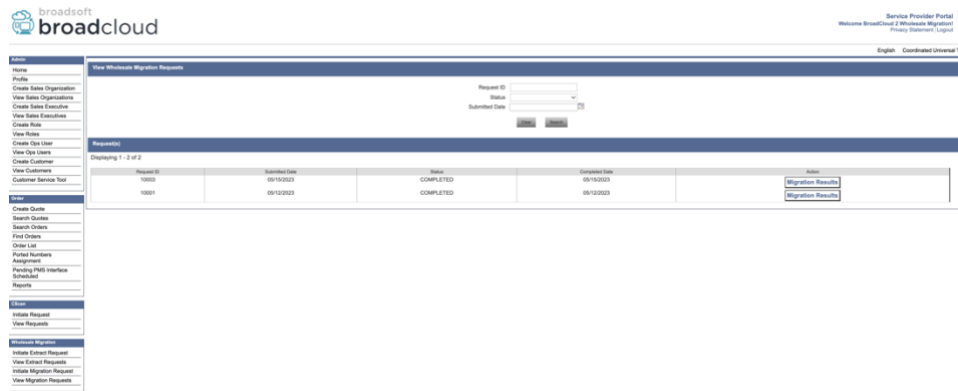 broadsoft
broadcloud
Service Provider Portal
Welcome BroadCloud 2 Wholesale Migration!
Privacy Statement | Logout
English Coordinated Universal T
Admin
Home
Profile
Create Sales Organization
View Sales Organizations
Create Sales Executive
View Sales Executives
Create Role
View Roles
Create Ops User
View Ops Users
Create Customer
View Customers
Customer Service Tool
Order
Create Quote
Search Quotes
Search Orders
Find Orders
Order List
Ported Numbers
Assignment
Pending PMS Interface
Scheduled
Reports
CScan
Initiate Request
View Requests
Wholesale Migration
Initiate Extract Request
View Extract Requests
Initiate Migration Request
View Migration Requests
View Wholesale Migration Requests
Request ID
Status
Submitted Date
Clear Search
Request(s)
Displaying 1 - 2 of 2
Request ID Submitted Date Status Completed Date Action
10003 05/15/2023 COMPLETED 05/15/2023 Migration Results
10001 05/12/2023 COMPLETED 05/12/2023 Migration Results